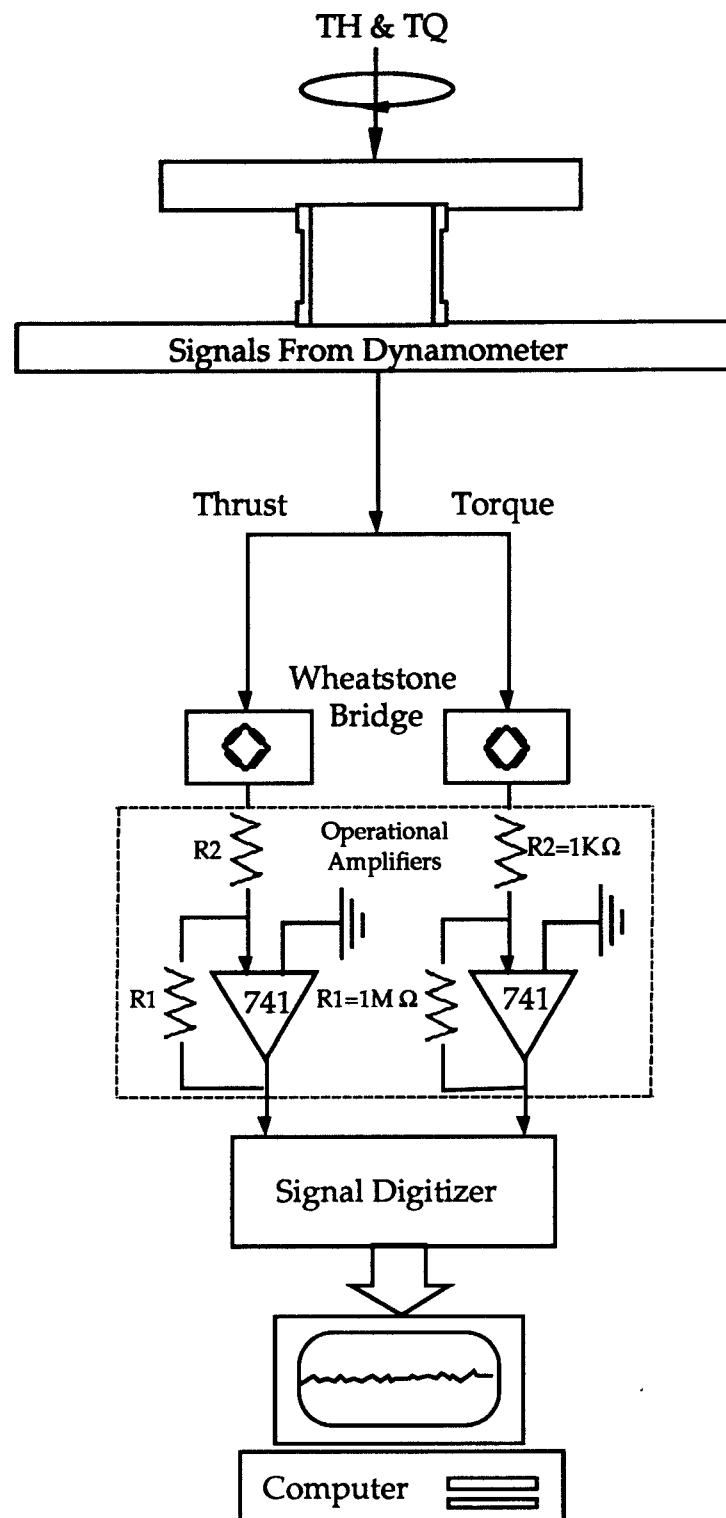 TH & TQ
Signals From Dynamometer
Thrust
Torque
Wheatstone
Bridge
R2
Operational
Amplifiers
R2=1KΩ
R1
741
R1=1M Ω
741
Signal Digitizer
Computer